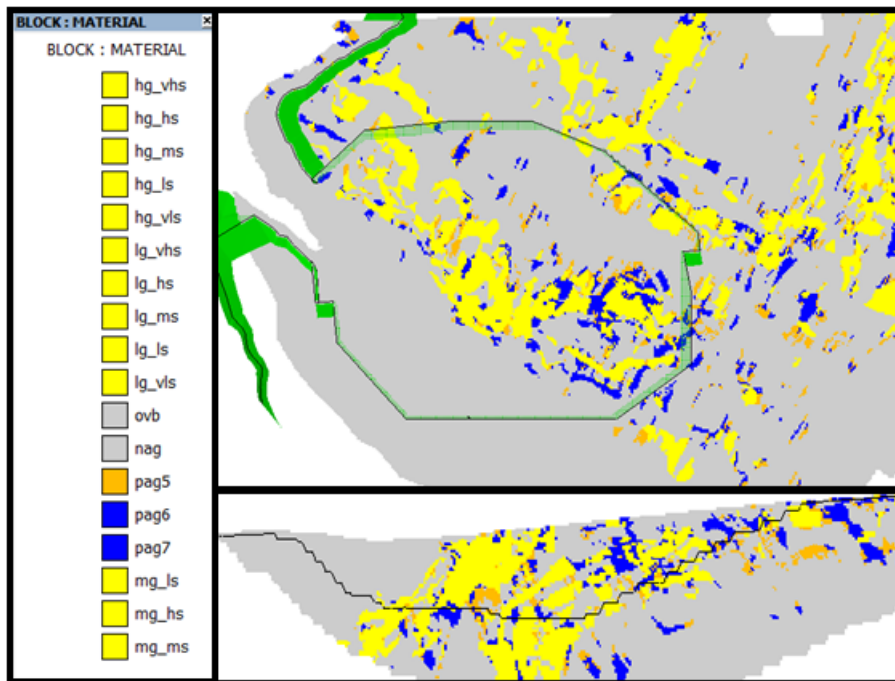 BLOCK : MATERIAL
BLOCK : MATERIAL
hg_vhs
hg_hs
hg_ms
hg_ls
hg_vls
lg_vhs
lg_hs
lg_ms
lg_ls
lg_vls
ovb
nag
pag5
pag6
pag7
mg_ls
mg_hs
mg_ms